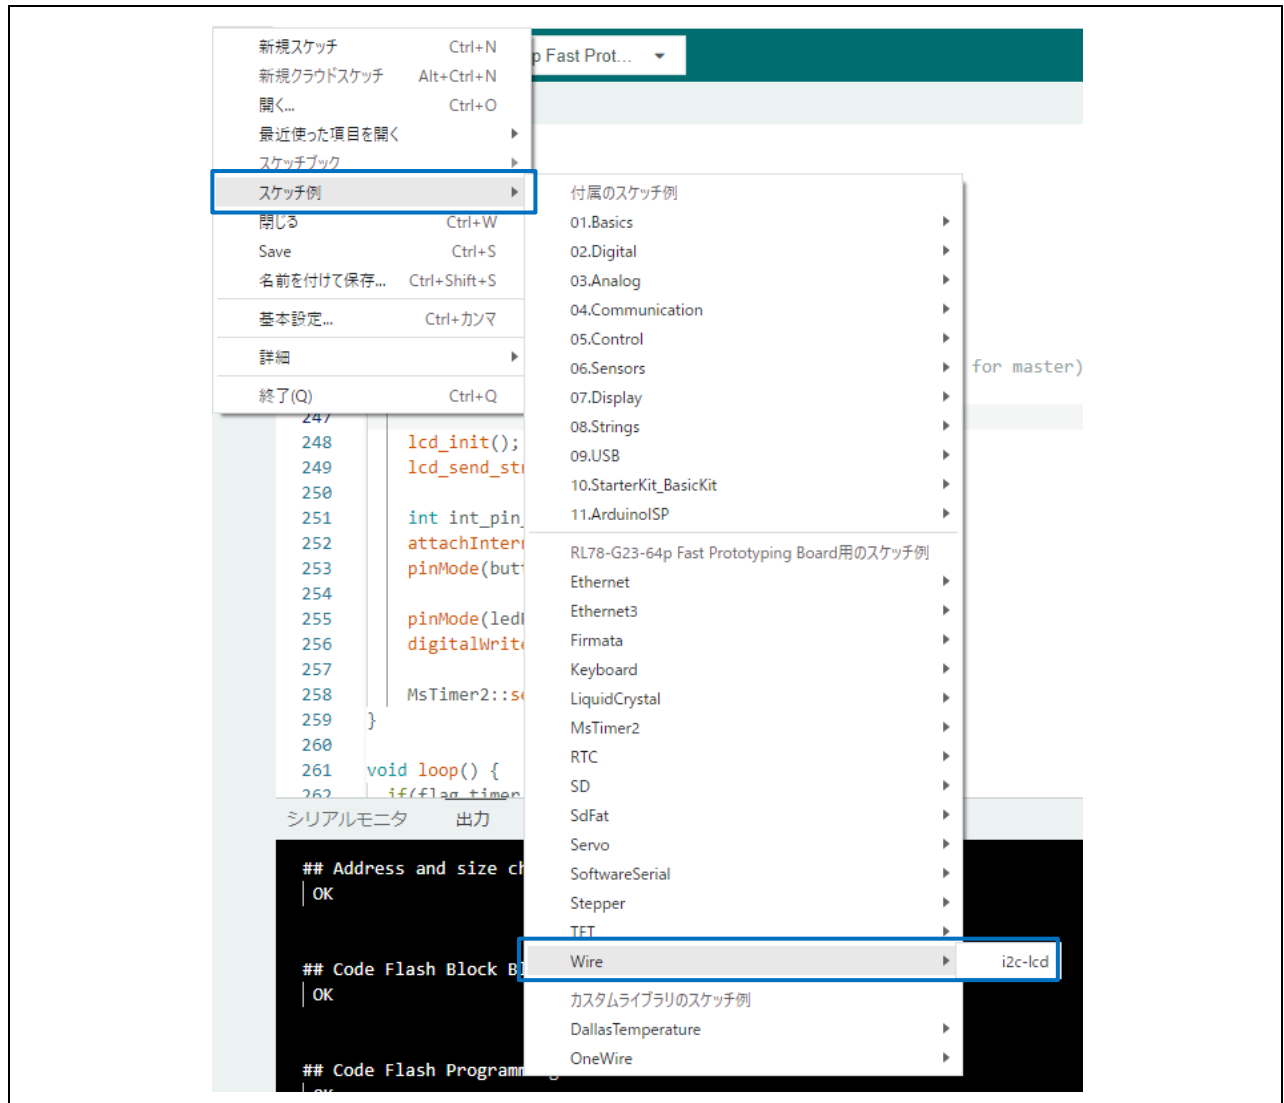 新規スケッチ Ctrl+N
新規クラウドスケッチ Alt+Ctrl+N
開く... Ctrl+O
最近使った項目を開く
スケッチブック
スケッチ例
閉じる Ctrl+W
Save Ctrl+S
名前を付けて保存... Ctrl+Shift+S
基本設定... Ctrl+カンマ
詳細
終了(Q) Ctrl+Q
p Fast Prot...
付属のスケッチ例
01.Basics
02.Digital
03.Analog
04.Communication
05.Control
06.Sensors
07.Display
08.Strings
09.USB
10.StarterKit_BasicKit
11.ArduinoISP
RL78-G23-64p Fast Prototyping Board用のスケッチ例
Ethernet
Ethernet3
Firmata
Keyboard
LiquidCrystal
MsTimer2
RTC
SD
SdFat
Servo
SoftwareSerial
Stepper
TFT
Wire
i2c-lcd
カスタムライブラリのスケッチ例
DallasTemperature
OneWire
for master)
247
248 lcd_init();
249 lcd_send_st
250
251 int int_pin_
252 attachInter
253 pinMode(but
254
255 pinMode(led
256 digitalWrit
257
258 MsTimer2::s
259 }
260
261 void loop() {
262 if(flag_timer
シリアルモニタ 出力
## Address and size c
OK
## Code Flash Block B
OK
## Code Flash Program
OK